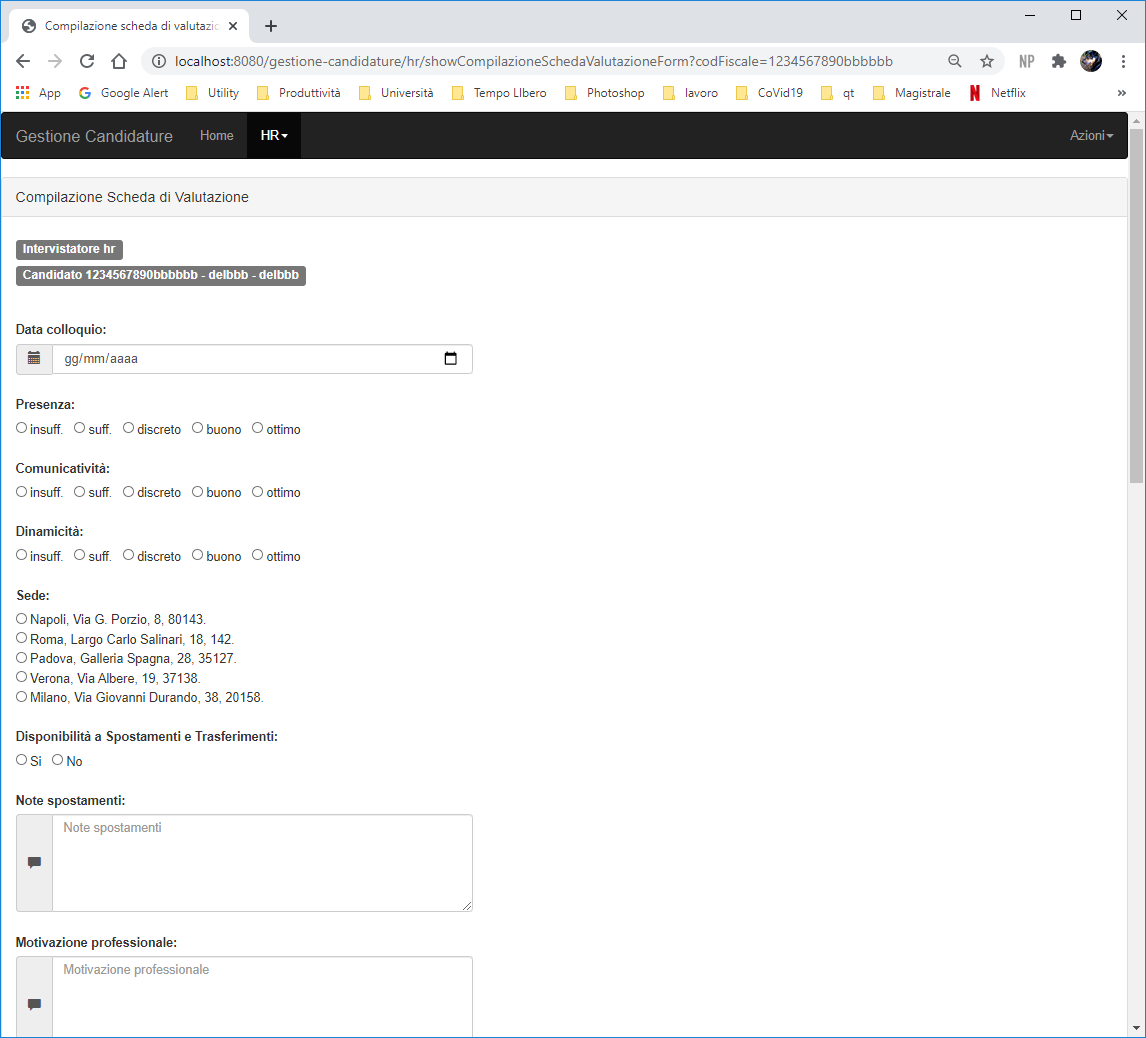 Compilazione scheda di valutazio
localhost:8080/gestione-candidature/hr/showCompilazioneSchedaValutazioneForm?codFiscale=1234567890bbbbbb
NP
App Google Alert Utility Produttività Università Tempo LIbero Photoshop lavoro CoVid19 qt Magistrale Netflix »
Gestione Candidature Home HR Azioni
Compilazione Scheda di Valutazione
Intervistatore hr
Candidato 1234567890bbbbbb - delbbb - delbbb
Data colloquio:
gg/mm/aaaa
Presenza:
insuff. suff. discreto buono ottimo
Comunicatività:
insuff. suff. discreto buono ottimo
Dinamicità:
insuff. suff. discreto buono ottimo
Sede:
Napoli, Via G. Porzio, 8, 80143.
Roma, Largo Carlo Salinari, 18, 142.
Padova, Galleria Spagna, 28, 35127.
Verona, Via Albere, 19, 37138.
Milano, Via Giovanni Durando, 38, 20158.
Disponibilità a Spostamenti e Trasferimenti:
Si No
Note spostamenti:
Note spostamenti
Motivazione professionale:
Motivazione professionale